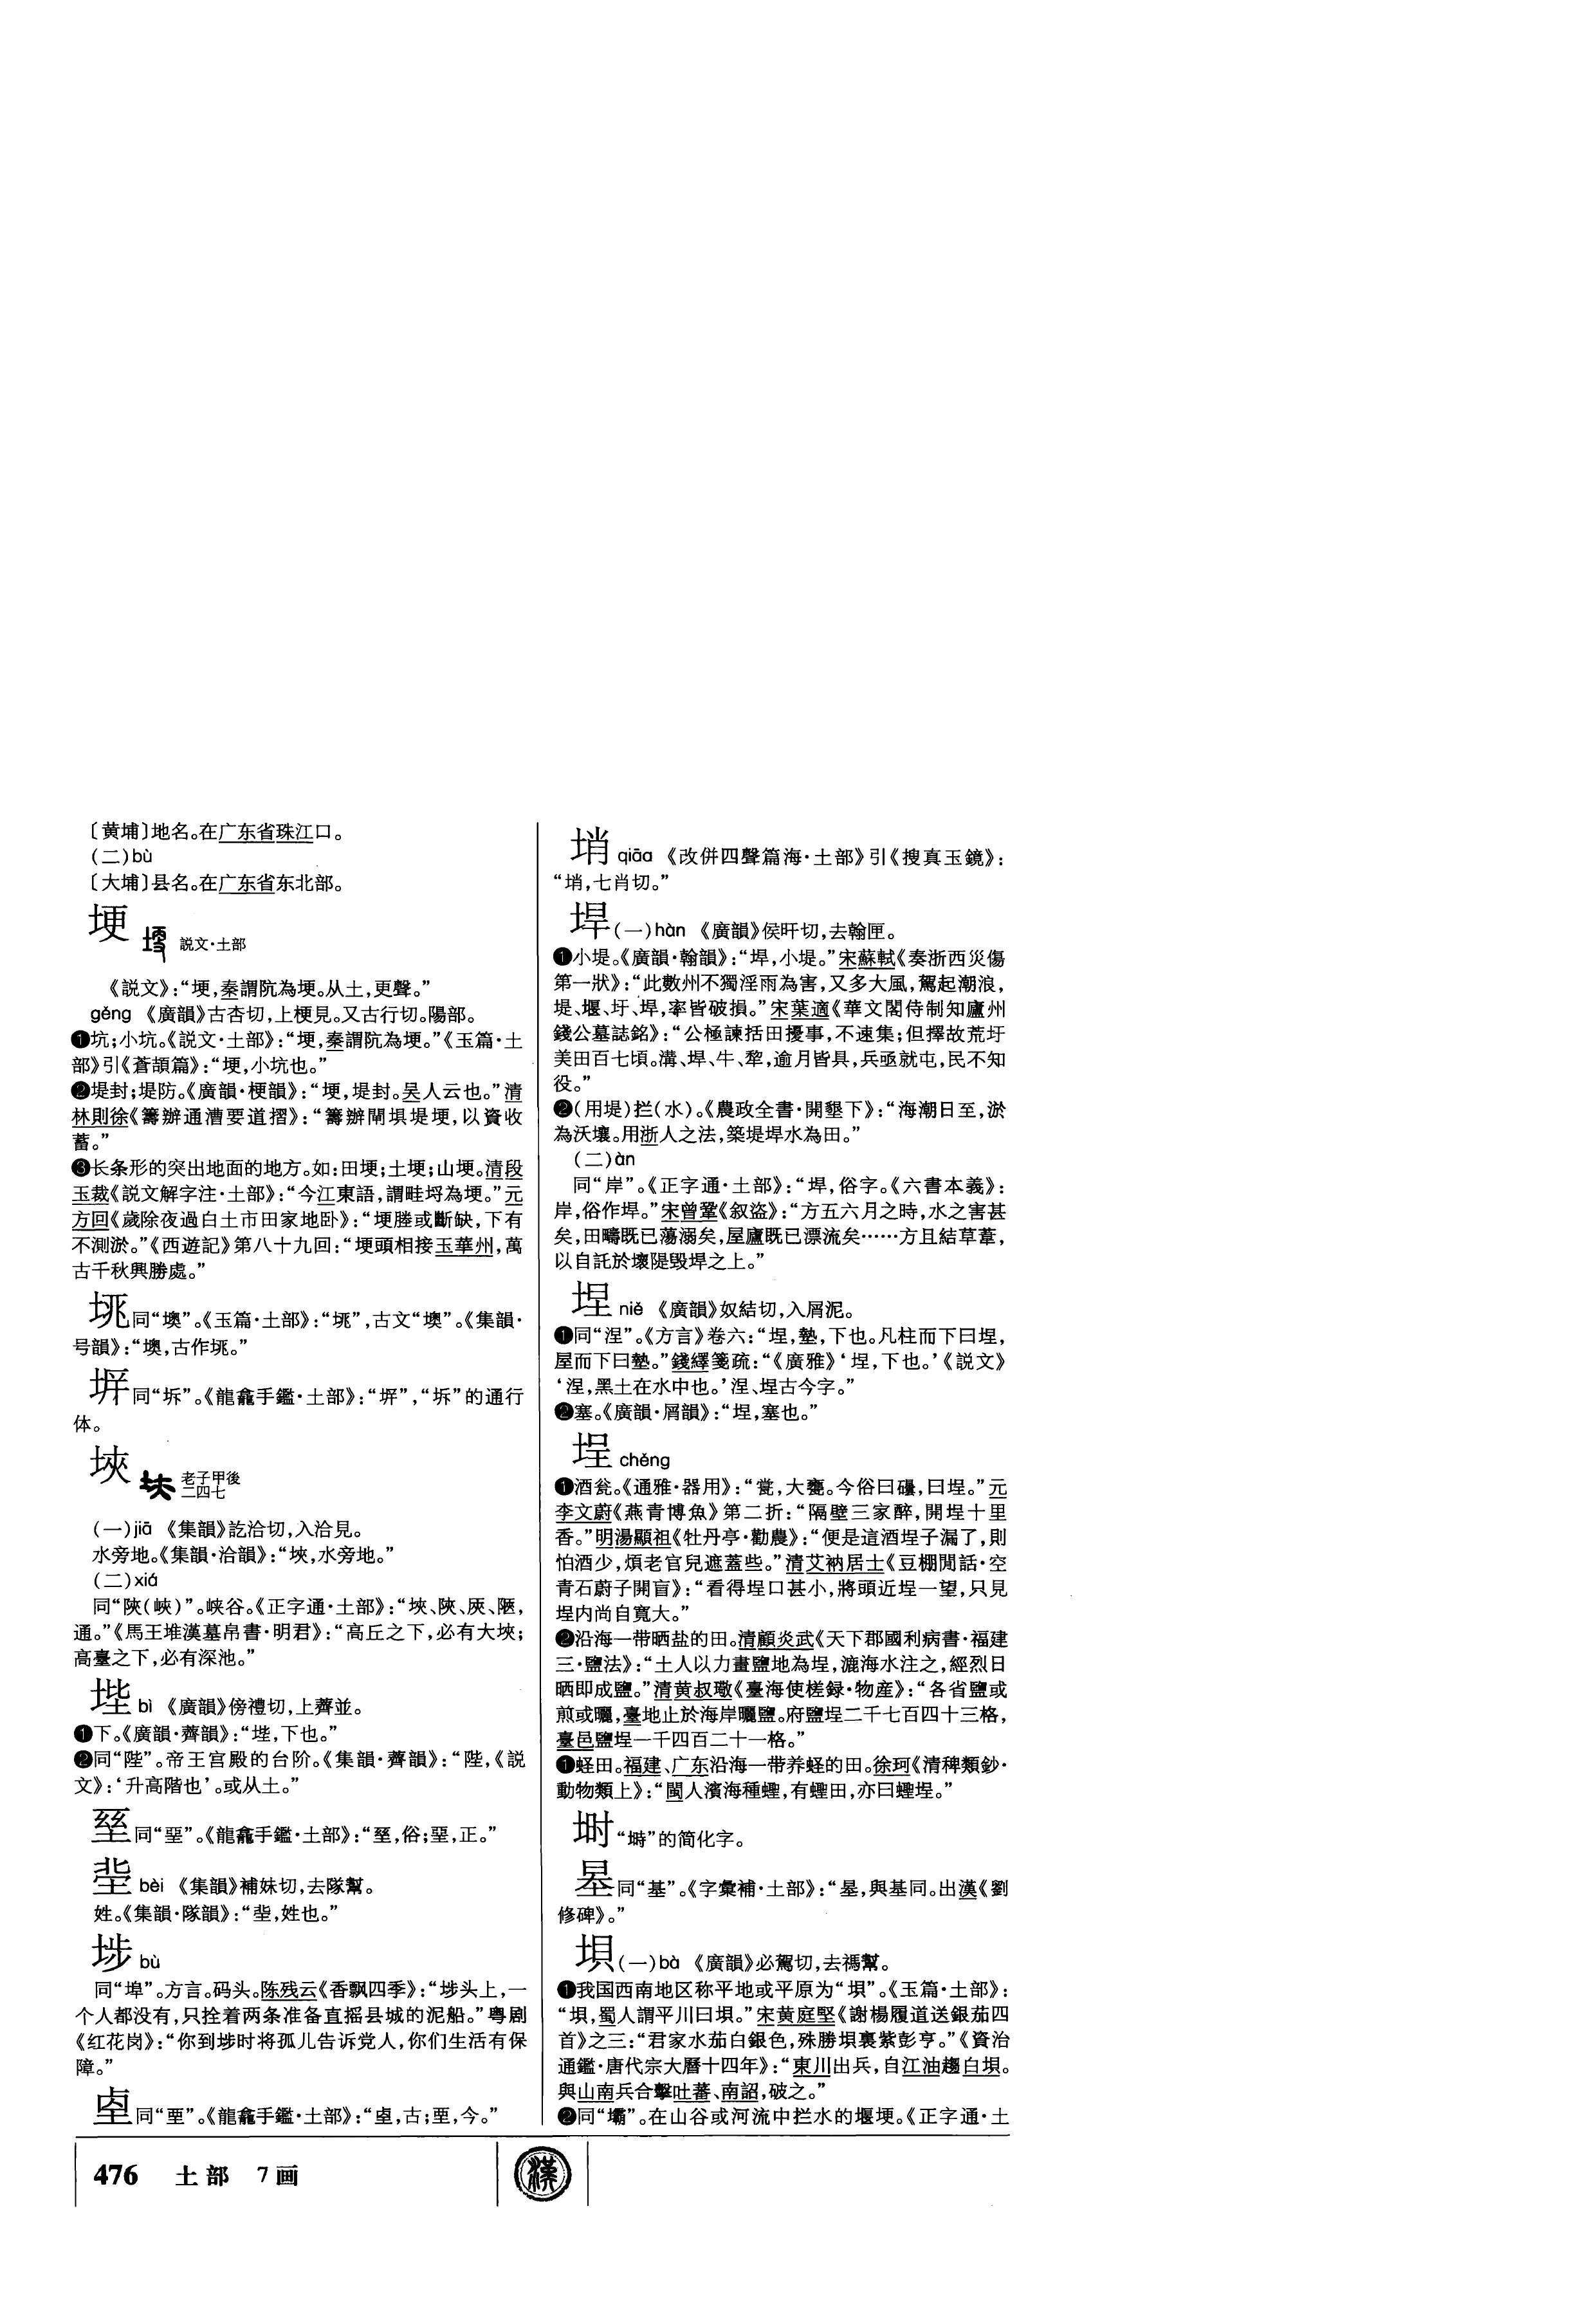 〔黄埔〕地名。在广东省珠江口。
(二)bù
〔大埔〕县名。在广东省东北部。
埂 説文·土部
《説文》:“埂,秦謂阬為埂。从土,更聲。”
gěng 《廣韻》古杏切,上梗見。又古行切。陽部。
❶坑;小坑。《説文·土部》:“埂,秦謂阬為埂。”《玉篇·土
部》引《蒼頡篇》:“埂,小坑也。”
❷堤封;堤防。《廣韻·梗韻》:“埂,堤封。吴人云也。”清
林則徐《籌辦通漕要道摺》:“籌辦閘垻堤埂,以資收
蓄。”
❸长条形的突出地面的地方。如:田埂;土埂;山埂。清段
玉裁《説文解字注·土部》:“今江東語,謂畦埒為埂。”元
方回《歲除夜過白土市田家地卧》:“埂塍或斷缺,下有
不測淤。”《西遊記》第八十九回:“埂頭相接玉華州,萬
古千秋興勝處。”
同“墺”。《玉篇·土部》:“”,古文“墺”。《集韻·
号韻》:“墺,古作。”
同“坼”。《龍龕手鑑·土部》:“”,“坼”的通行
体。
埉 老子甲後
二四七
(一)jiā 《集韻》訖洽切,入洽見。
水旁地。《集韻·洽韻》:“埉,水旁地。”
(二)xiá
同“陜(峽)”。峡谷。《正字通·土部》:“埉、陜、㕉、陿,
通。”《馬王堆漢墓帛書·明君》:“高丘之下,必有大埉;
高臺之下,必有深池。”
坒 bì 《廣韻》傍禮切,上薺並。
❶下。《廣韻·薺韻》:“,下也。”
❷同“陛”。帝王宫殿的台阶。《集韻·薺韻》:“陛,《説
文》:‘升高階也’。或从土。”
同“堊”。《龍龕手鑑·土部》:“,俗;堊,正。”
bèi 《集韻》補妹切,去隊幫。
姓。《集韻·隊韻》:“,姓也。”
埗 bù
同“埠”。方言。码头。陈残云《香飘四季》:“埗头上,一
个人都没有,只拴着两条准备直摇县城的泥船。”粤剧
《红花岗》:“你到埗时将孤儿告诉党人,你们生活有保
障。”
同“垔”。《龍龕手鑑·土部》:“,古;垔,今。”
埍 qiāa 《改併四聲篇海·土部》引《搜真玉鏡》:
“,七肖切。”
垾 (一)hàn 《廣韻》侯旰切,去翰匣。
❶小堤。《廣韻·翰韻》:“垾,小堤。”宋蘇軾《奏浙西災傷
第一狀》:“此數州不獨淫雨為害,又多大風,駕起潮浪,
堤、堰、圩、垾,率皆破損。”宋葉適《華文閣侍制知廬州
錢公墓誌銘》:“公極諫括田擾事,不速集;但擇故荒圩
美田百七頃。溝、垾、牛、犂,逾月皆具,兵亟就屯,民不知
役。”
❷(用堤)拦(水)。《農政全書·開墾下》:“海潮日至,淤
為沃壤。用浙人之法,築堤垾水為田。”
(二)àn
同“岸”。《正字通·土部》:“垾,俗字。《六書本義》:
岸,俗作垾。”宋曾鞏《叙盜》:“方五六月之時,水之害甚
矣,田疇既已蕩溺矣,屋廬既已漂流矣……方且結草葦,
以自託於壞隄毁垾之上。”
埕 niě 《廣韻》奴結切,入屑泥。
❶同“涅”。《方言》卷六:“埕,墊,下也。凡柱而下曰埕,
屋而下曰墊。”錢繹箋疏:“《廣雅》‘埕,下也。’《説文》
‘涅,黑土在水中也。’涅、埕古今字。”
❷塞。《廣韻·屑韻》:“埕,塞也。”
埕 chěng
❶酒瓮。《通雅·器用》:“瓽,大甕。今俗曰,曰埕。”元
李文蔚《燕青博魚》第二折:“隔壁三家醉,開埕十里
香。”明湯顯祖《牡丹亭·勸農》:“便是這酒埕子漏了,則
怕酒少,煩老官兒遮蓋些。”清艾衲居士《豆棚閒話·空
青石蔚子開盲》:“看得埕口甚小,將頭近埕一望,只見
埕内尚自寬大。”
❷沿海一带晒盐的田。清顧炎武《天下郡國利病書·福建
三·鹽法》:“土人以力畫鹽地為埕,漉海水注之,經烈日
晒即成鹽。”清黄叔璥《臺海使槎録·物産》:“各省鹽或
煎或曬,臺地止於海岸曬鹽。府鹽埕二千七百四十三格,
臺邑鹽埕一千四百二十一格。”
❶蛏田。福建、广东沿海一带养蛏的田。徐珂《清稗類鈔·
動物類上》:“閩人濱海種蟶,有蟶田,亦曰蟶埕。”
埘 “塒”的简化字。
同“基”。《字彙補·土部》:“,與基同。出漢《劉
修碑》。”
垻 (一)bà 《廣韻》必駕切,去禡幫。
❶我国西南地区称平地或平原为“垻”。《玉篇·土部》:
“垻,蜀人謂平川曰垻。”宋黄庭堅《謝楊履道送銀茄四
首》之三:“君家水茄白銀色,殊勝垻裏紫彭亨。”《資治
通鑑·唐代宗大曆十四年》:“東川出兵,自江油趨白垻。
與山南兵合擊吐蕃、南詔,破之。”
❷同“壩”。在山谷或河流中拦水的堰埂。《正字通·土
476 土部 7画
漢